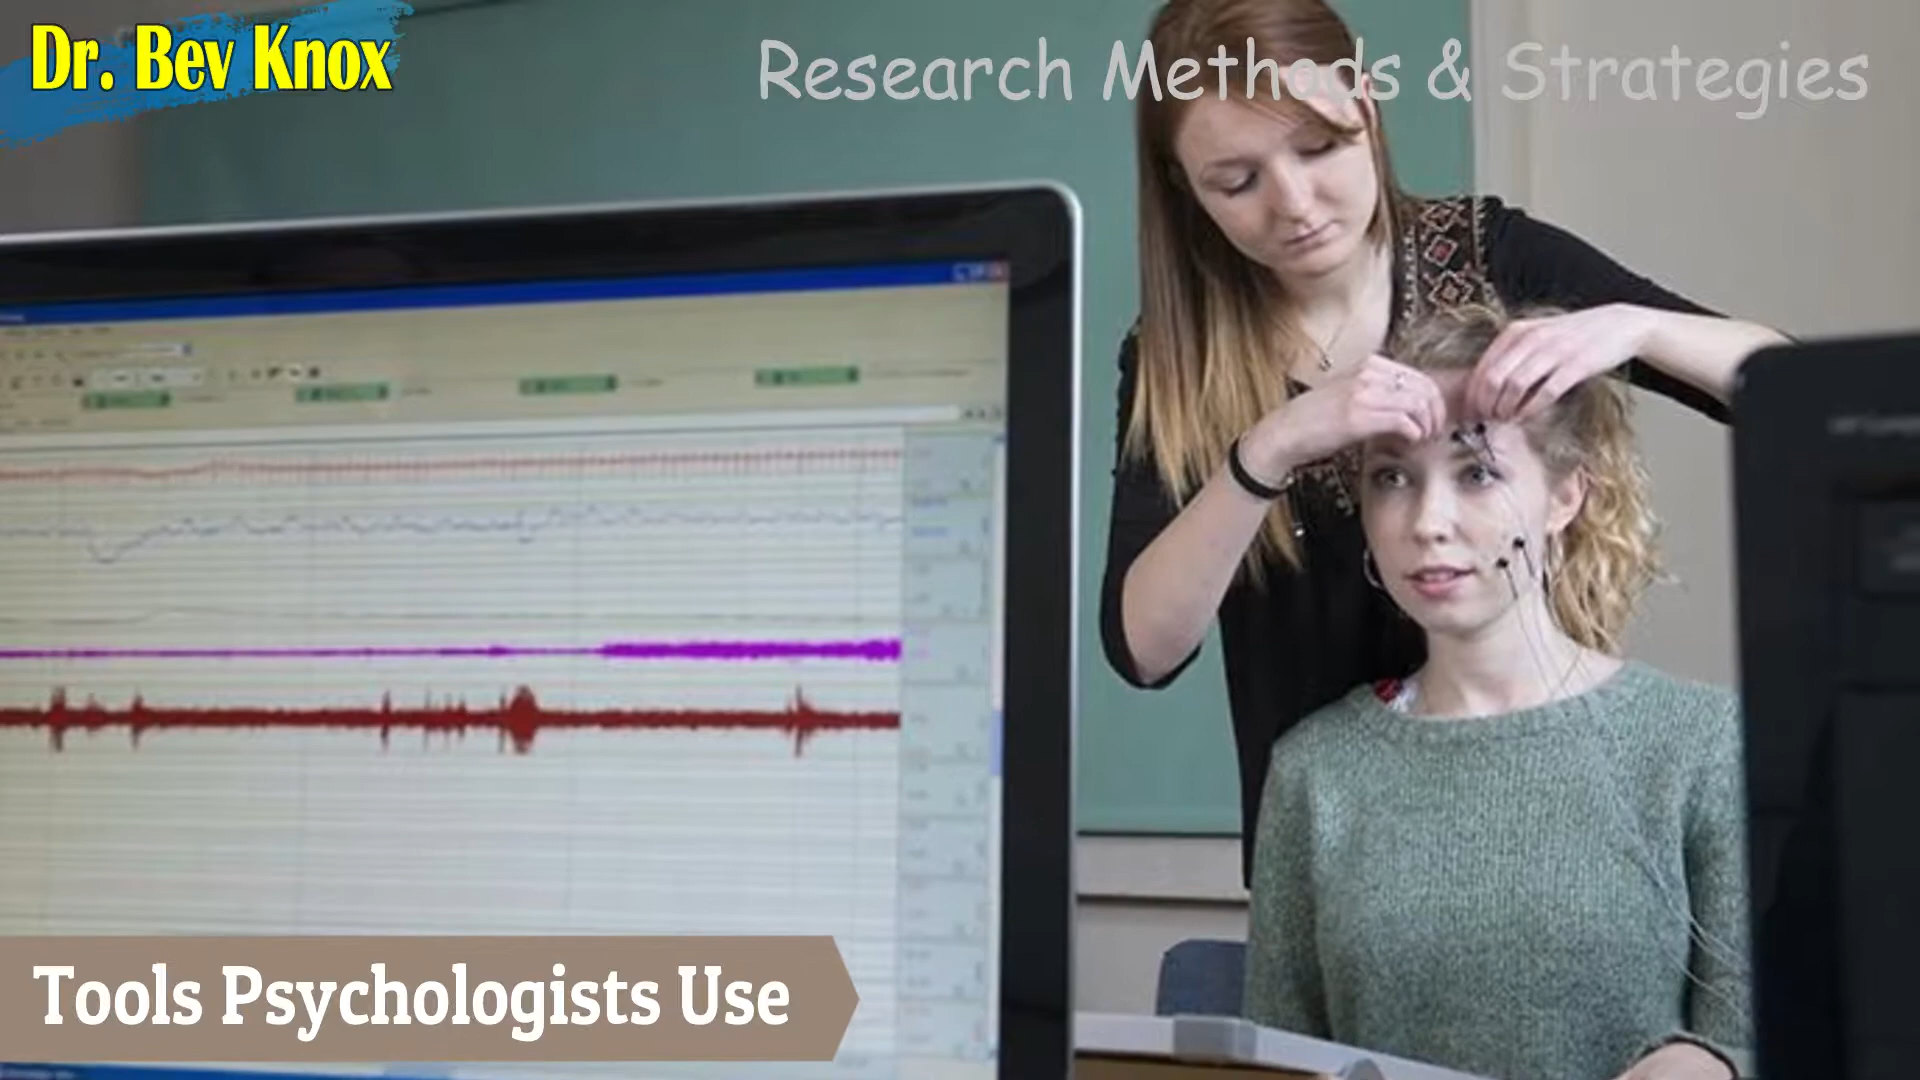 Dr. Bev Knox
Research Methods & Strategies
Tools Psychologists Use